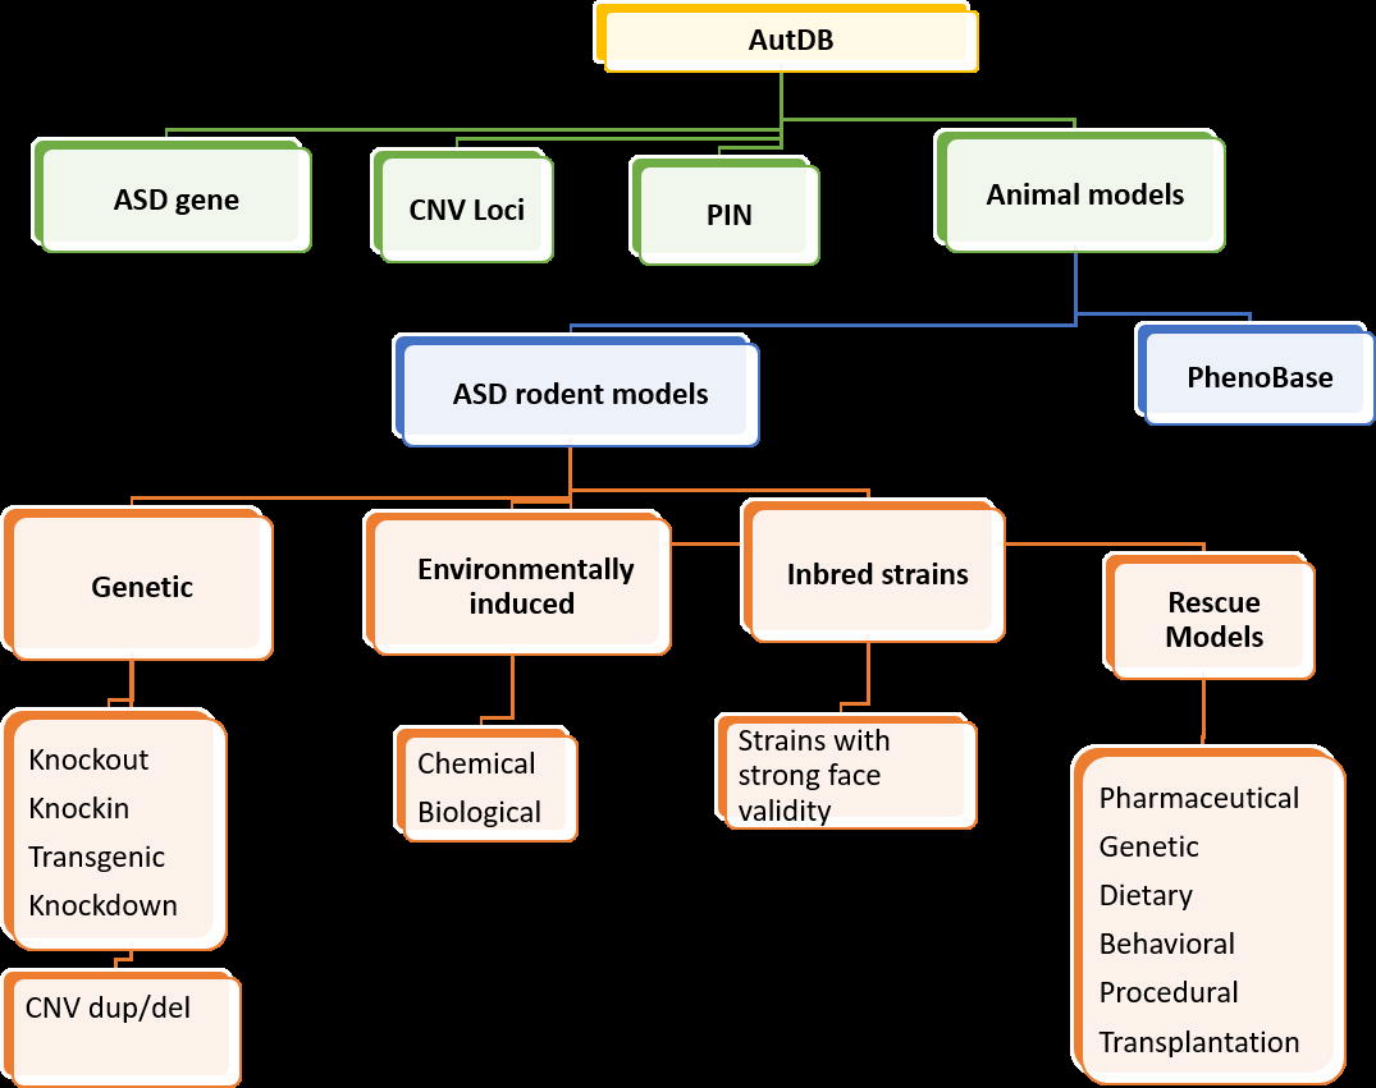 AutDB
ASD gene
CNV Loci
PIN
Animal models
ASD rodent models
PhenoBase
Genetic
Environmentally
induced
Inbred strains
Rescue
Models
Knockout
Knockin
Transgenic
Knockdown
CNV dup/del
Chemical
Biological
Strains with
strong face
validity
Pharmaceutical
Genetic
Dietary
Behavioral
Procedural
Transplantation